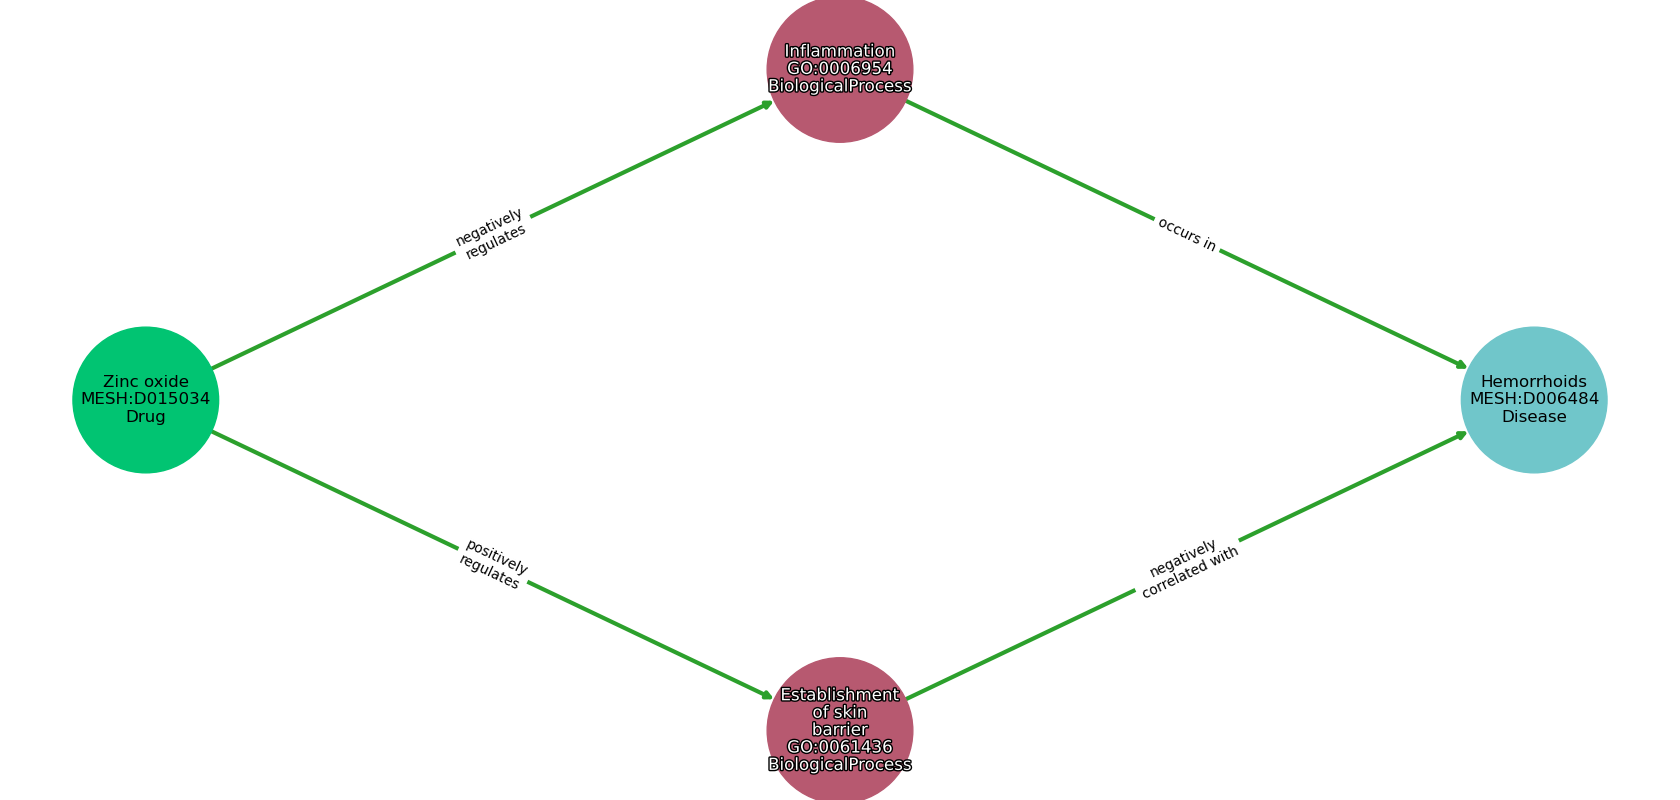 Inflammation
GO:0006954
BiologicalProcess
negatively
regulates
occurs in
Zinc oxide
MESH:D015034
Drug
Hemorrhoids
MESH:D006484
Disease
positively
regulates
negatively
correlated with
Establishment
of skin
barrier
GO:0061436
BiologicalProcess